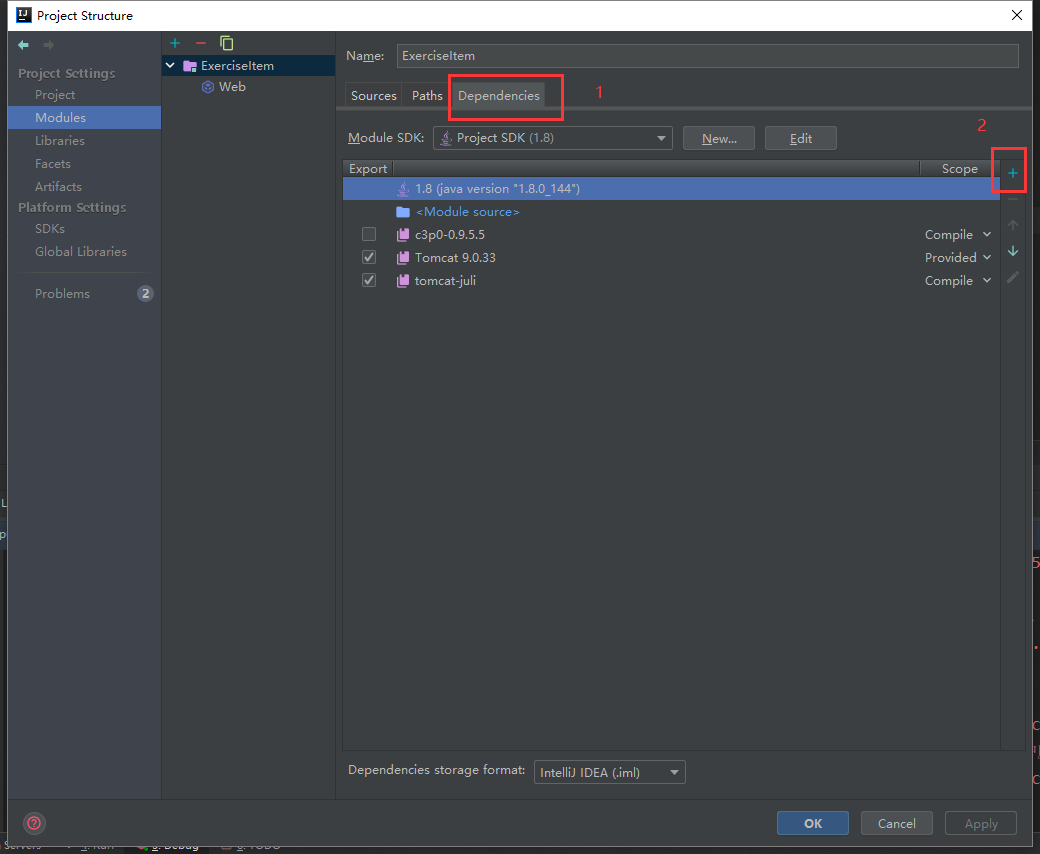 Project Structure
Project Settings
Project
Modules
Libraries
Facets
Artifacts
Platform Settings
SDKs
Global Libraries
Problems 2
ExerciseItem
Web
Name: ExerciseItem
Sources Paths Dependencies 1
Module SDK: Project SDK (1.8) New... Edit
2
Export Scope
1.8 (java version "1.8.0_144")
<Module source>
c3p0-0.9.5.5 Compile
Tomcat 9.0.33 Provided
tomcat-juli Compile
Dependencies storage format: IntelliJ IDEA (.iml)
? OK Cancel Apply